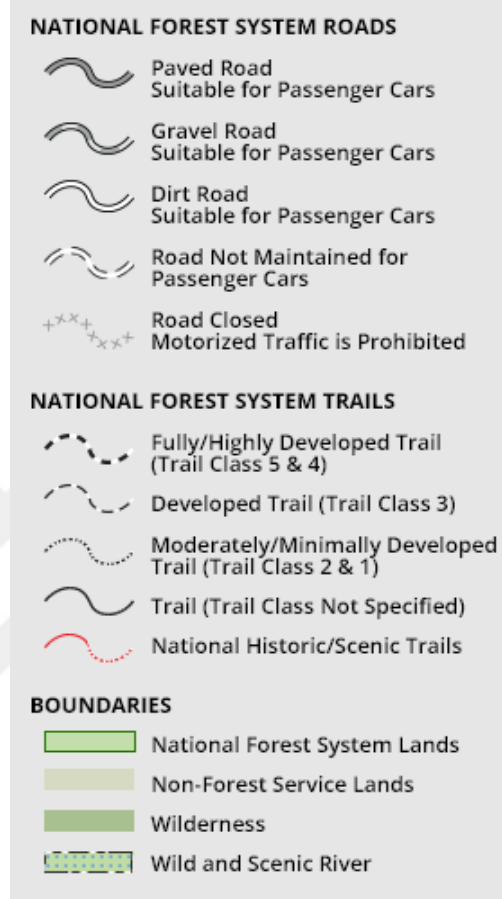 NATIONAL FOREST SYSTEM ROADS
Paved Road
Suitable for Passenger Cars
Gravel Road
Suitable for Passenger Cars
Dirt Road
Suitable for Passenger Cars
Road Not Maintained for
Passenger Cars
Road Closed
Motorized Traffic is Prohibited
NATIONAL FOREST SYSTEM TRAILS
Fully/Highly Developed Trail
(Trail Class 5 & 4)
Developed Trail (Trail Class 3)
Moderately/Minimally Developed
Trail (Trail Class 2 & 1)
Trail (Trail Class Not Specified)
National Historic/Scenic Trails
BOUNDARIES
National Forest System Lands
Non-Forest Service Lands
Wilderness
Wild and Scenic River